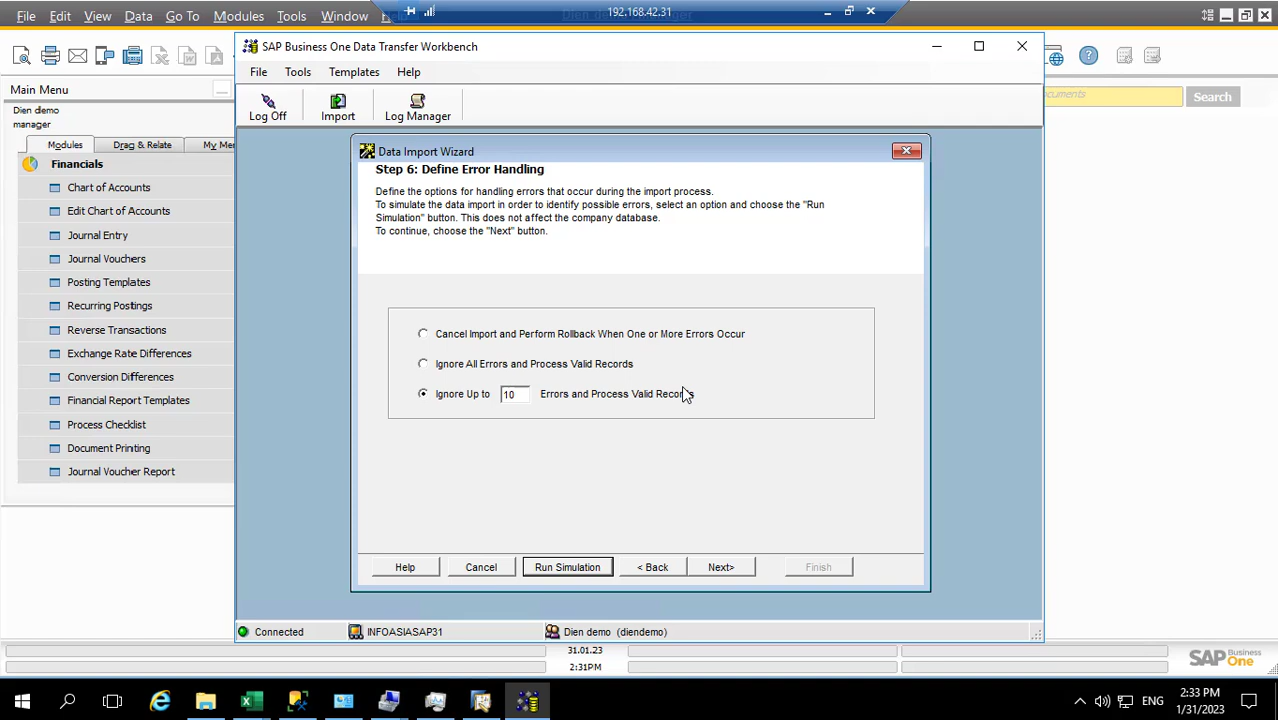 192.168.42.31
File Edit View Data Go To Modules Tools Window
SAP Business One Data Transfer Workbench
File Tools Templates Help
Log Off Import Log Manager
Search
Main Menu
Dien demo
manager
Modules Drag & Relate My Me
Financials
Chart of Accounts
Edit Chart of Accounts
Journal Entry
Journal Vouchers
Posting Templates
Recurring Postings
Reverse Transactions
Exchange Rate Differences
Conversion Differences
Financial Report Templates
Process Checklist
Document Printing
Journal Voucher Report
Data Import Wizard
Step 6: Define Error Handling
Define the options for handling errors that occur during the import process.
To simulate the data import in order to identify possible errors, select an option and choose the "Run
Simulation" button. This does not affect the company database.
To continue, choose the "Next" button.
Cancel Import and Perform Rollback When One or More Errors Occur
Ignore All Errors and Process Valid Records
Ignore Up to 10 Errors and Process Valid Records
Help Cancel Run Simulation < Back Next> Finish
Connected INFOASIASAP31 Dien demo (diendemo)
31.01.23
2:31PM
SAP Business One
ENG
2:33 PM
1/31/2023